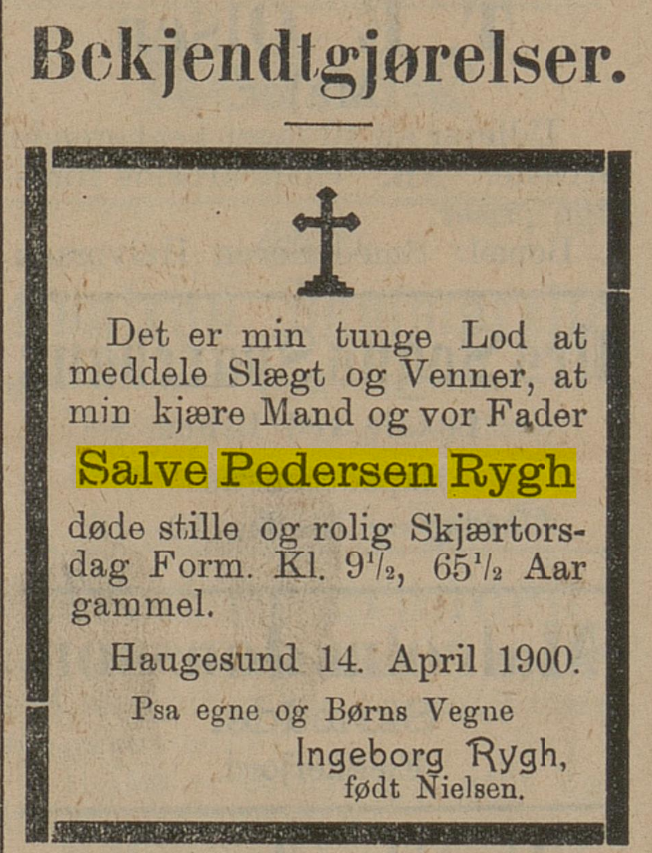 Bekjendtgjørelser.
Det er min tunge Lod at
meddele Slægt og Venner, at
min kjære Mand og vor Fader
Salve Pedersen Rygh
døde stille og rolig Skjærtors-
dag Form. Kl. 9½, 65½ Aar
gammel.
Haugesund 14. April 1900.
Psa egne og Børns Vegne
Ingeborg Rygh,
født Nielsen.